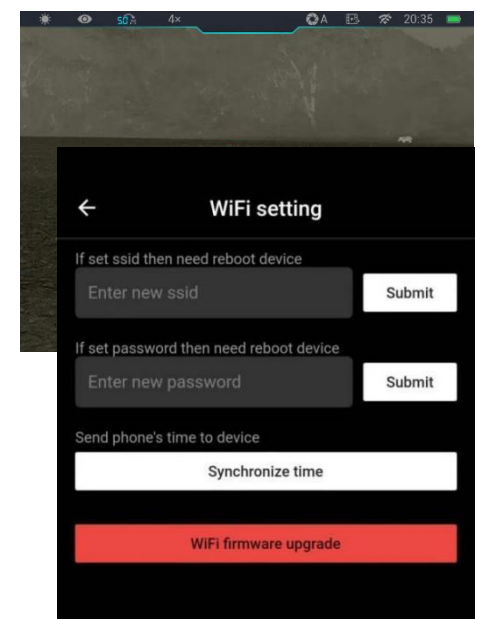 50 4× A 20:35
WiFi setting
If set ssid then need reboot device
Enter new ssid Submit
If set password then need reboot device
Enter new password Submit
Send phone's time to device
Synchronize time
WiFi firmware upgrade